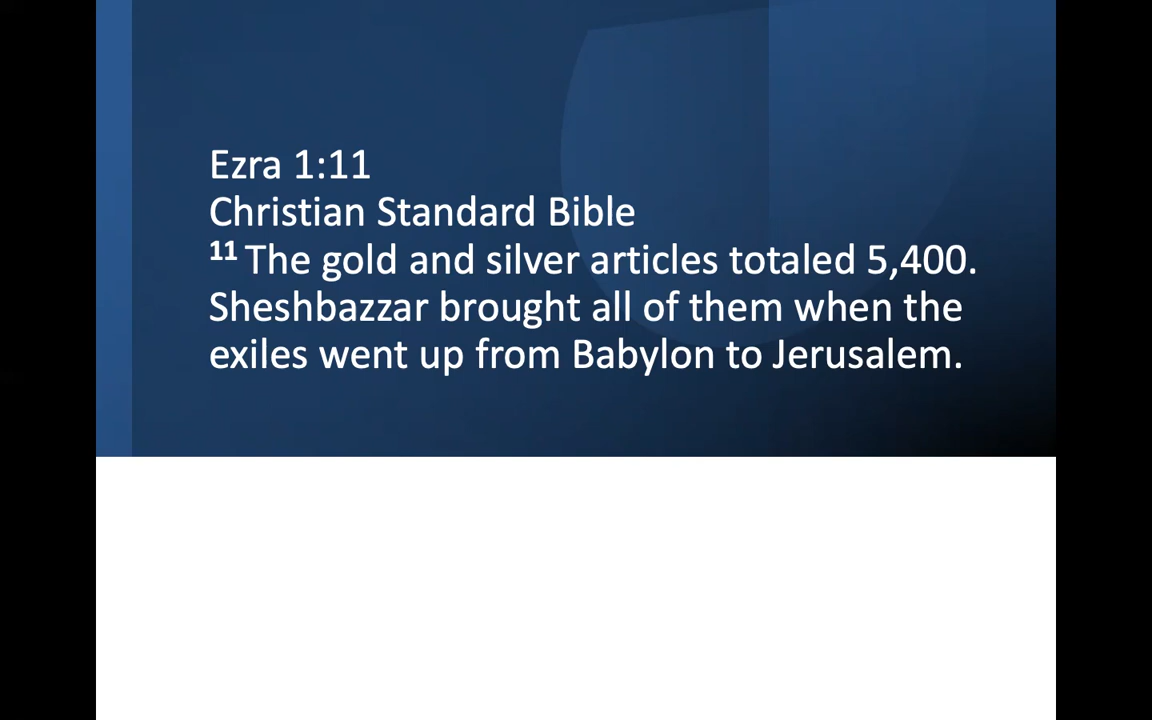 Ezra 1:11
Christian Standard Bible
11 The gold and silver articles totaled 5,400.
Sheshbazzar brought all of them when the
exiles went up from Babylon to Jerusalem.